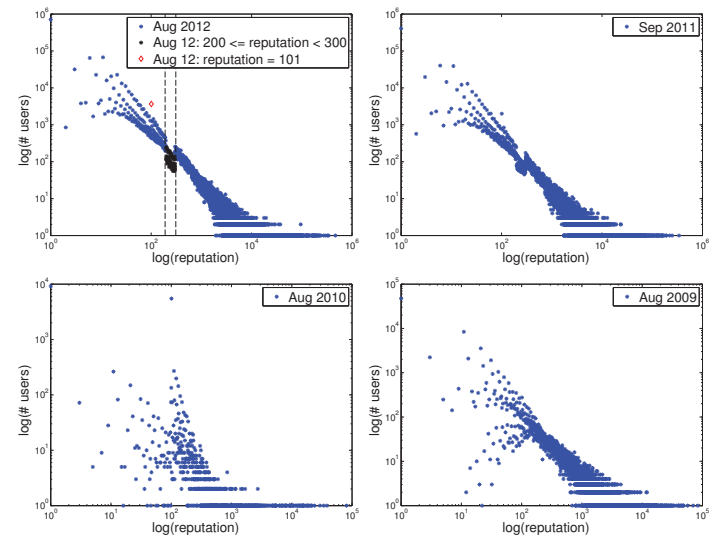 Aug 2012
Aug 12: 200 <= reputation < 300
Aug 12: reputation = 101
log(# users)
10^6
10^5
10^4
10^3
10^2
10^1
10^0
10^0 10^2 10^4 10^6
log(reputation)
Sep 2011
log(# users)
10^6
10^5
10^4
10^3
10^2
10^1
10^0
10^0 10^2 10^4 10^6
log(reputation)
Aug 2010
log(# users)
10^4
10^3
10^2
10^1
10^0
10^0 10^1 10^2 10^3 10^4 10^5
log(reputation)
Aug 2009
log(# users)
10^5
10^4
10^3
10^2
10^1
10^0
10^0 10^1 10^2 10^3 10^4 10^5
log(reputation)